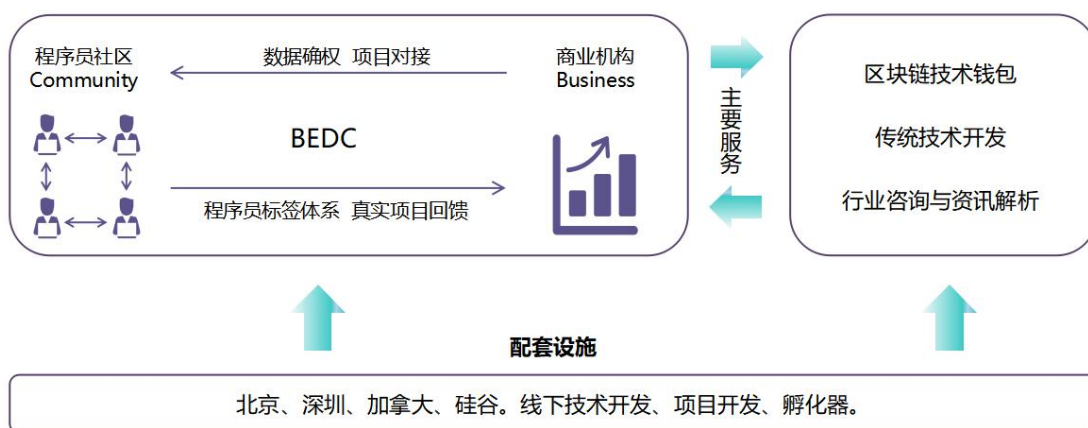 程序员社区
Community
数据确权 项目对接
商业机构
Business
BEDC
程序员标签体系 真实项目回馈
主要服务
区块链技术钱包
传统技术开发
行业咨询与资讯解析
配套设施
北京、深圳、加拿大、硅谷。线下技术开发、项目开发、孵化器。